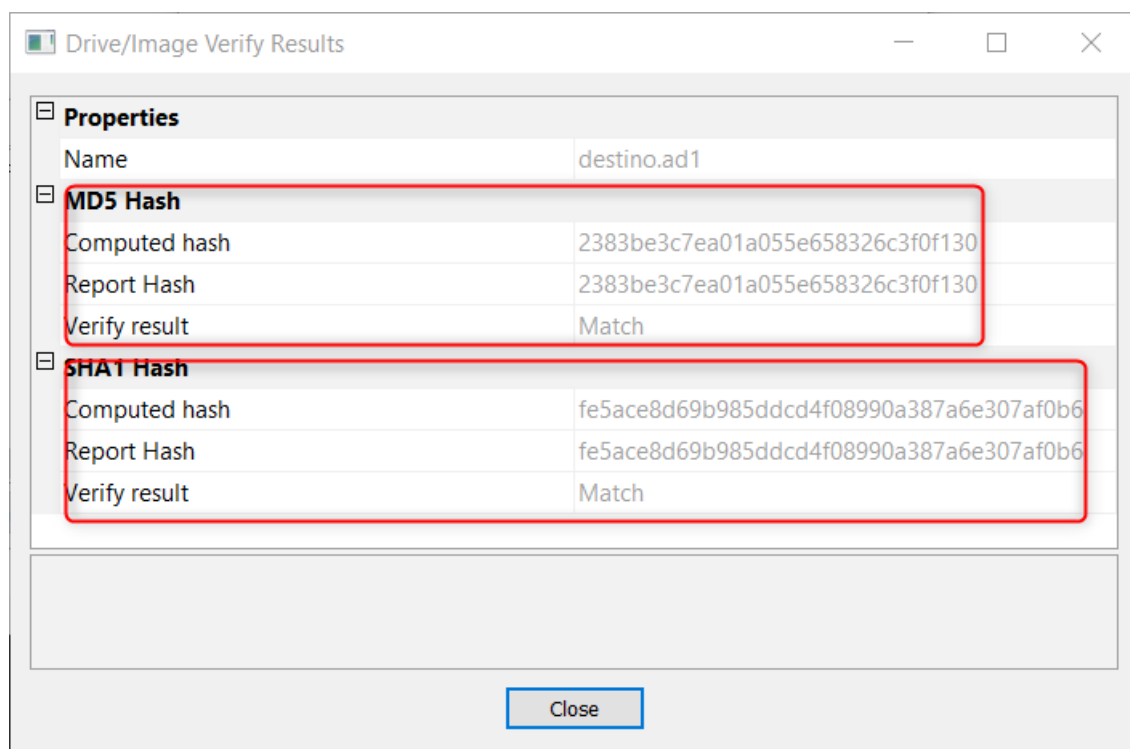 Drive/Image Verify Results
Properties
Name destino.ad1
MD5 Hash
Computed hash 2383be3c7ea01a055e658326c3f0f130
Report Hash 2383be3c7ea01a055e658326c3f0f130
Verify result Match
SHA1 Hash
Computed hash fe5ace8d69b985ddcd4f08990a387a6e307af0b6
Report Hash fe5ace8d69b985ddcd4f08990a387a6e307af0b6
Verify result Match
Close